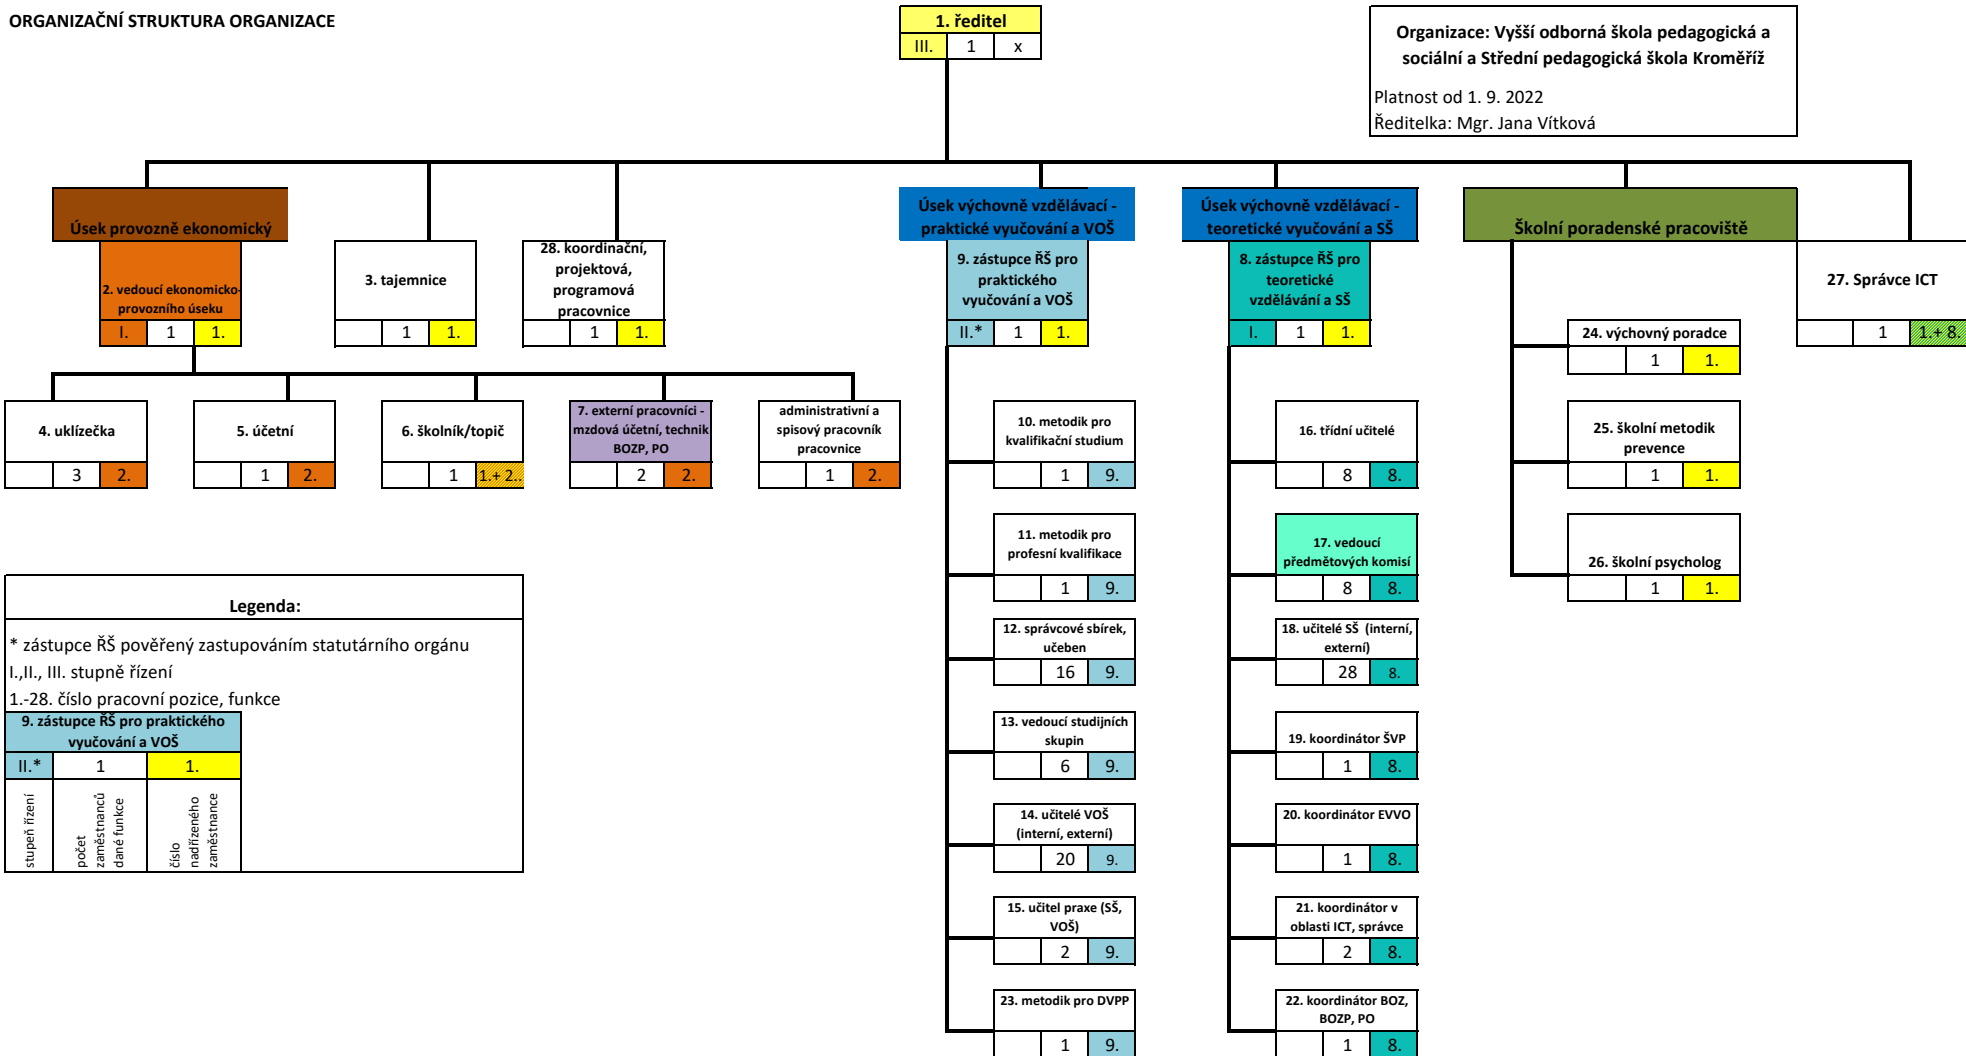 ORGANIZAČNÍ STRUKTURA ORGANIZACE
1. ředitel
III. 1 x
Organizace: Vyšší odborná škola pedagogická a
sociální a Střední pedagogická škola Kroměříž
Platnost od 1. 9. 2022
Ředitelka: Mgr. Jana Vítková
Úsek provozně ekonomický
Úsek výchovně vzdělávací -
praktické vyučování a VOŠ
Úsek výchovně vzdělávací -
teoretické vyučování a SŠ
Školní poradenské pracoviště
2. vedoucí ekonomicko-
provozního úseku
I. 1 1.
3. tajemnice
1 1.
28. koordinační,
projektová,
programová
pracovnice
1 1.
9. zástupce ŘŠ pro
praktického
vyučování a VOŠ
II.* 1 1.
8. zástupce ŘŠ pro
teoretické
vzdělávání a SŠ
I. 1 1.
27. Správce ICT
1 1.+ 8.
24. výchovný poradce
1 1.
25. školní metodik
prevence
1 1.
26. školní psycholog
1 1.
4. uklízečka
3 2.
5. účetní
1 2.
6. školník/topič
1 1.+ 2..
7. externí pracovníci -
mzdová účetní, technik
BOZP, PO
2 2.
administrativní a
spisový pracovník
pracovnice
1 2.
10. metodik pro
kvalifikační studium
1 9.
11. metodik pro
profesní kvalifikace
1 9.
12. správcové sbírek,
učeben
16 9.
13. vedoucí studijních
skupin
6 9.
14. učitelé VOŠ
(interní, externí)
20 9.
15. učitel praxe (SŠ,
VOŠ)
2 9.
23. metodik pro DVPP
1 9.
16. třídní učitelé
8 8.
17. vedoucí
předmětových komisí
8 8.
18. učitelé SŠ (interní,
externí)
28 8.
19. koordinátor ŠVP
1 8.
20. koordinátor EVVO
1 8.
21. koordinátor v
oblasti ICT, správce
2 8.
22. koordinátor BOZ,
BOZP, PO
1 8.
Legenda:
* zástupce ŘŠ pověřený zastupováním statutárního orgánu
I.,II., III. stupně řízení
1.-28. číslo pracovní pozice, funkce
9. zástupce ŘŠ pro praktického
vyučování a VOŠ
II.* 1 1.
stupeň řízení
počet
zaměstnanců
dané funkce
číslo
nadřízeného
zaměstnance